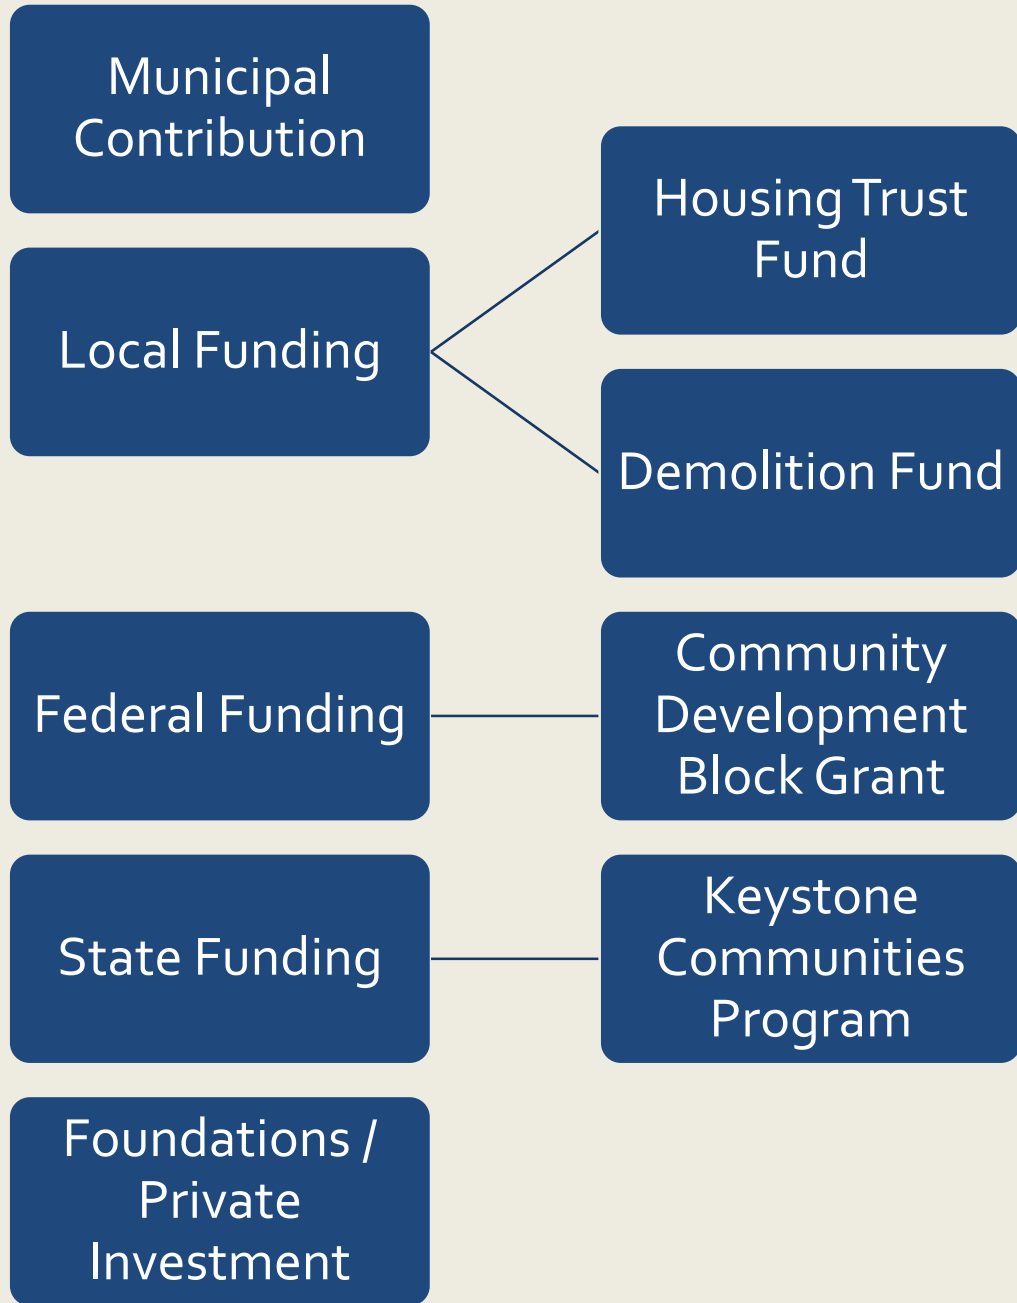 Municipal
Contribution
Local Funding
Housing Trust
Fund
Demolition Fund
Federal Funding
Community
Development
Block Grant
State Funding
Keystone
Communities
Program
Foundations /
Private
Investment